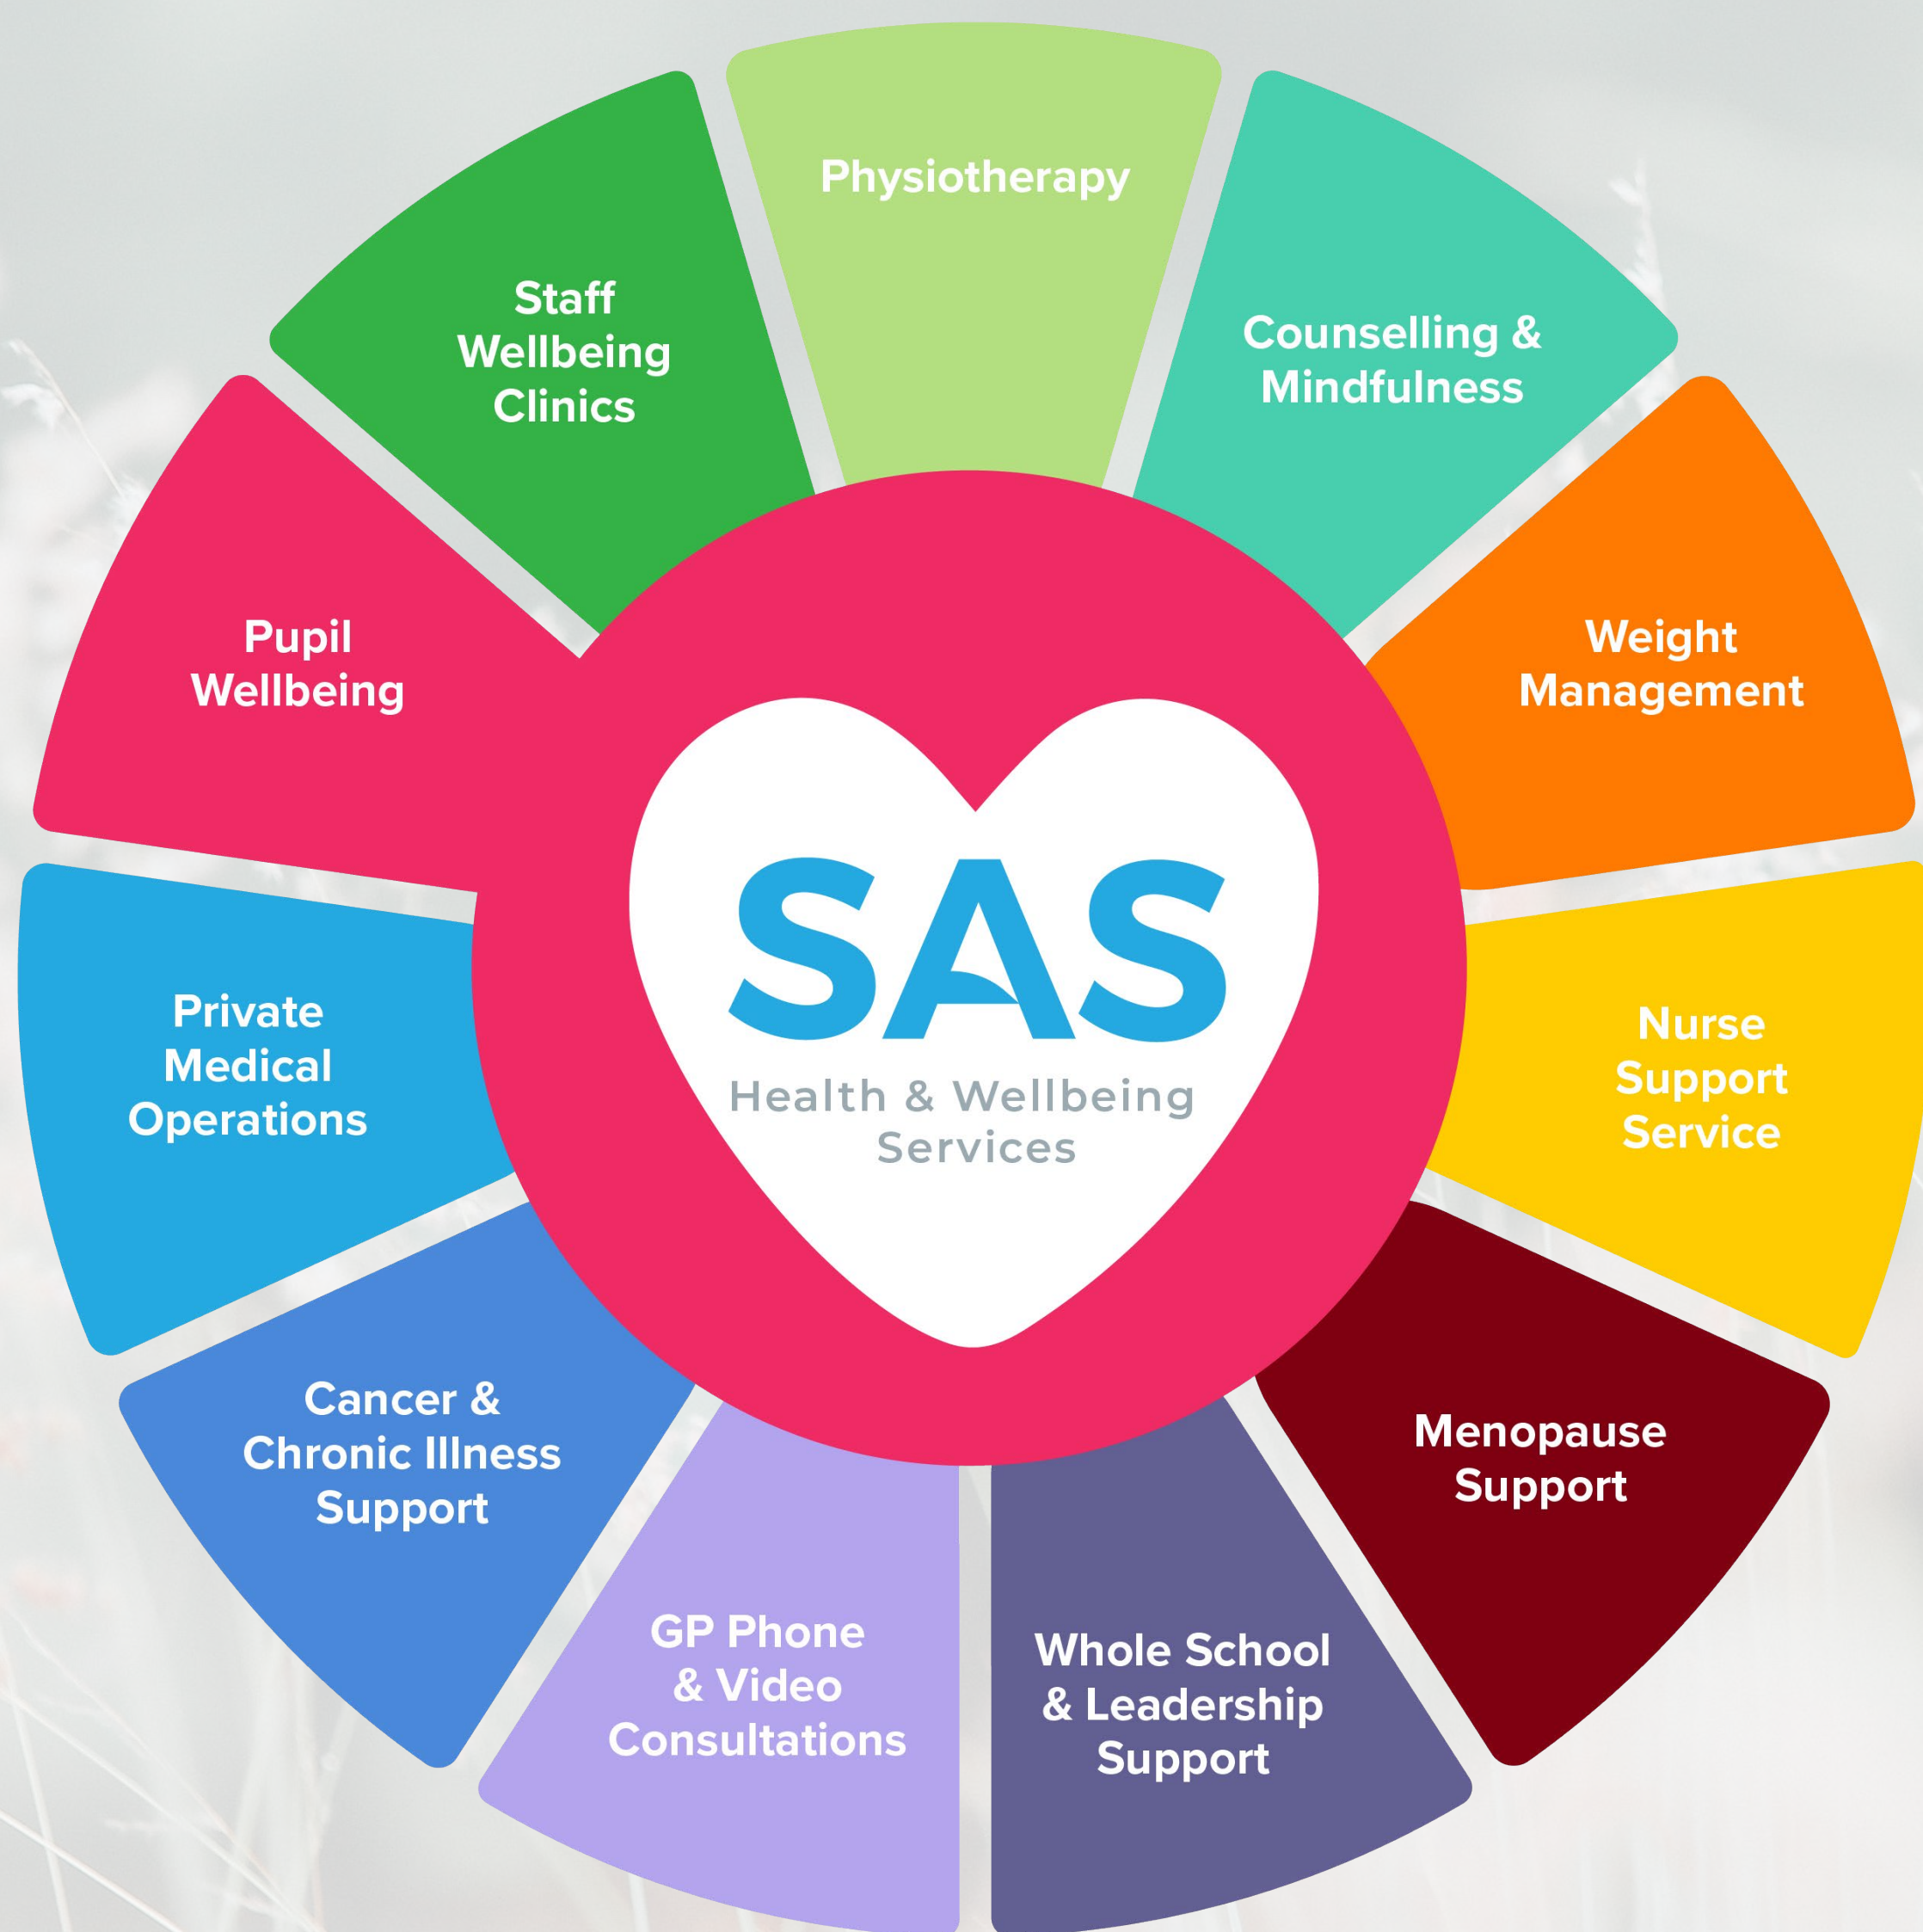 Physiotherapy
Counselling &
Mindfulness
Weight
Management
Nurse
Support
Service
Menopause
Support
Whole School
& Leadership
Support
GP Phone
& Video
Consultations
Cancer &
Chronic Illness
Support
Private
Medical
Operations
Pupil
Wellbeing
Staff
Wellbeing
Clinics
SAS
Health & Wellbeing
Services